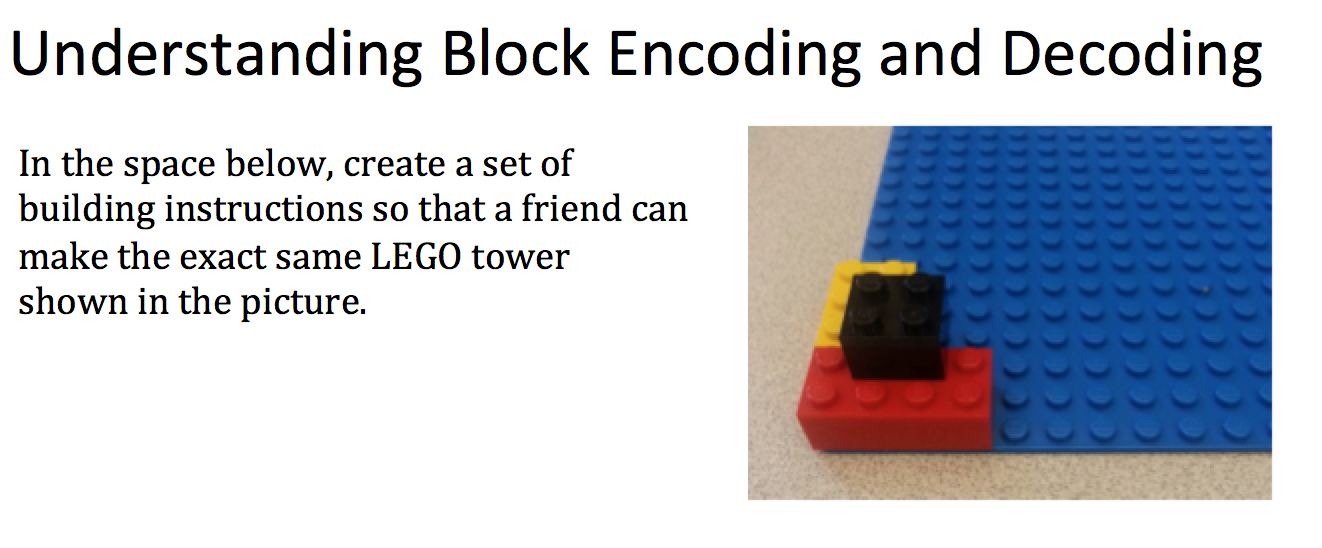 Understanding Block Encoding and Decoding
In the space below, create a set of
building instructions so that a friend can
make the exact same LEGO tower
shown in the picture.